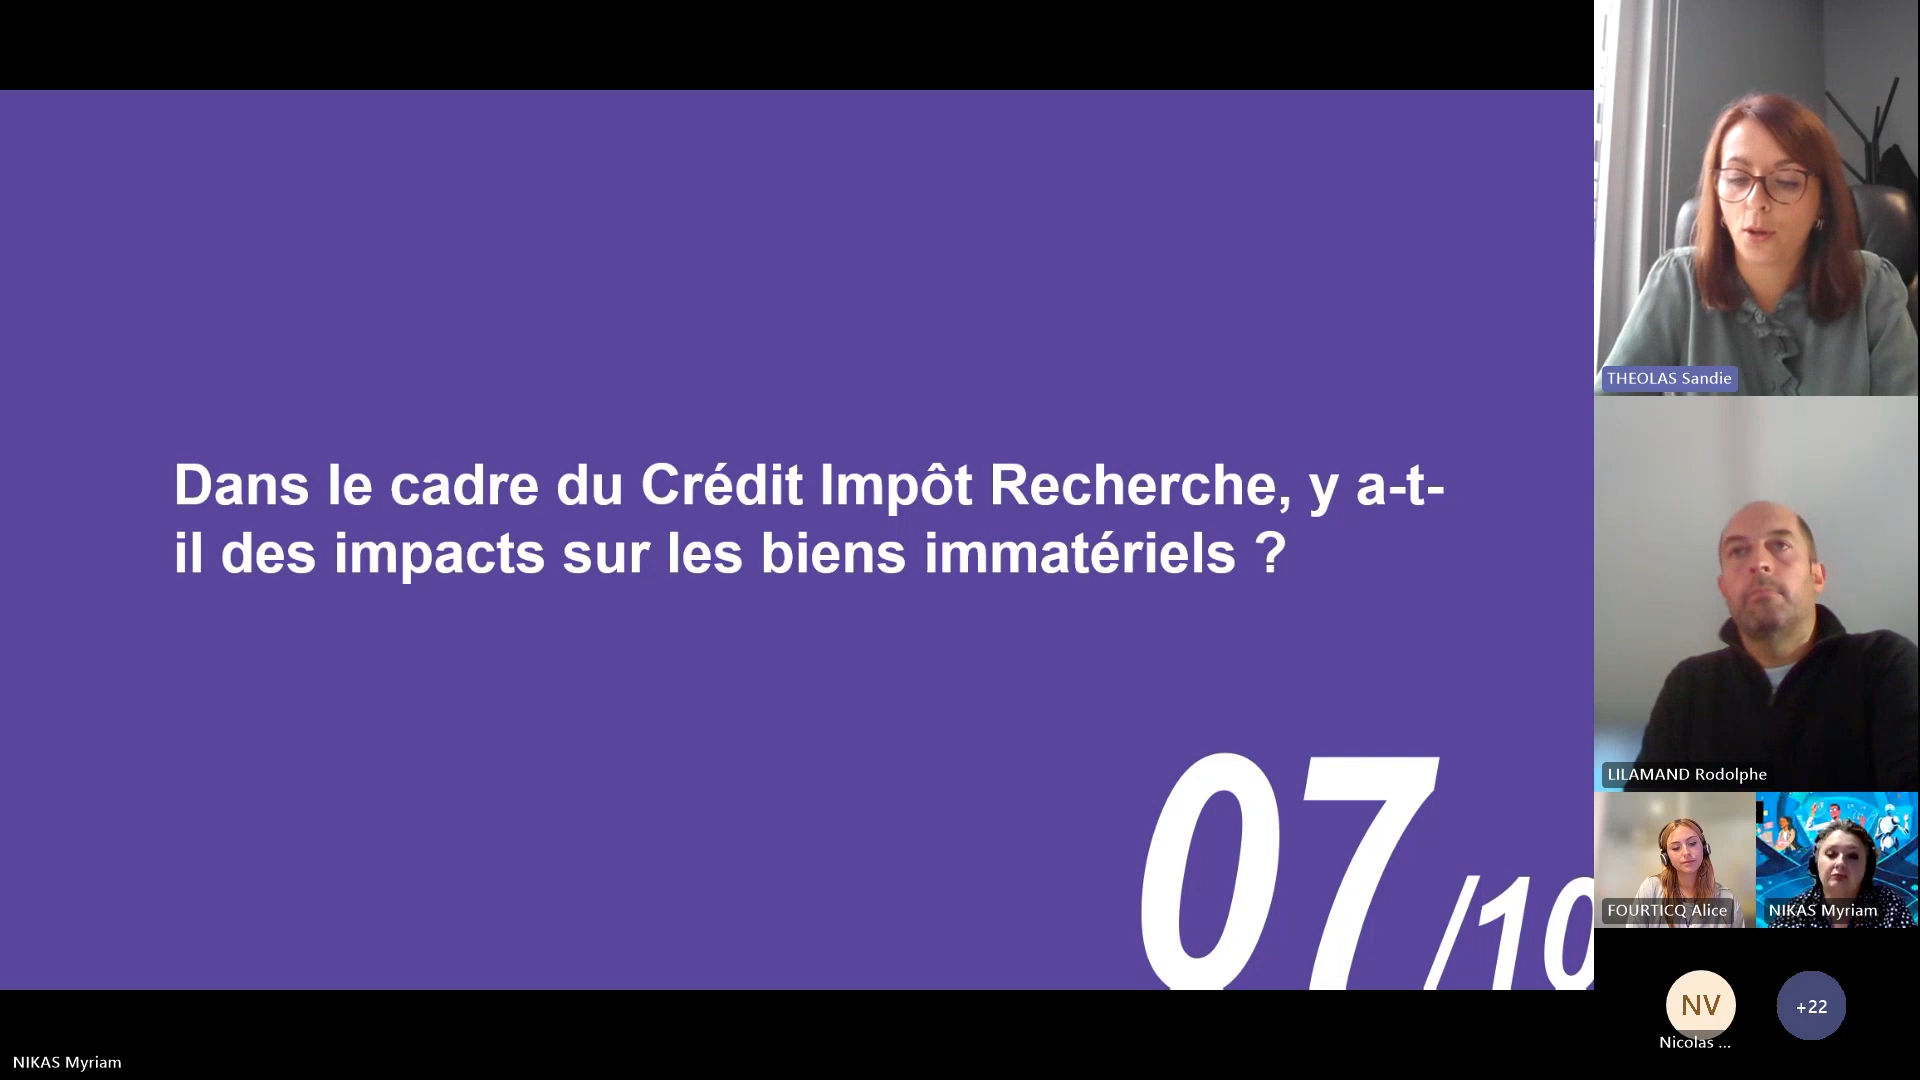 Dans le cadre du Crédit Impôt Recherche, y a-t-
il des impacts sur les biens immatériels ?
07/10
THEOLAS Sandie
LILAMAND Rodolphe
FOURTICQ Alice
NIKAS Myriam
NV
+22
Nicolas ...
NIKAS Myriam